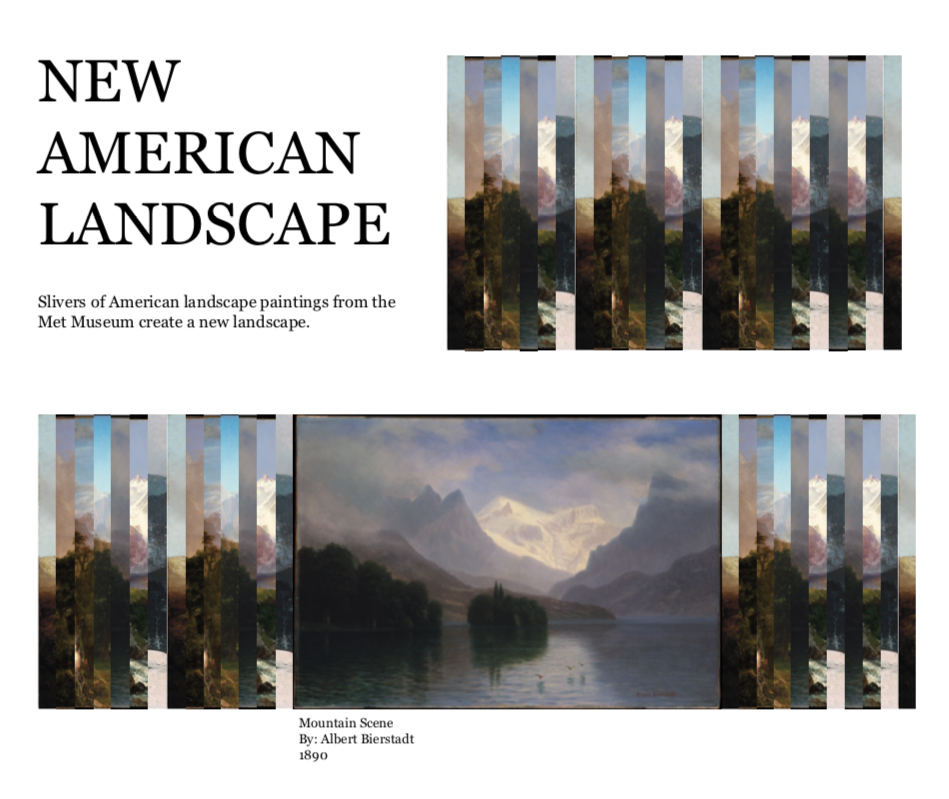 NEW
AMERICAN
LANDSCAPE
Slivers of American landscape paintings from the
Met Museum create a new landscape.
Mountain Scene
By: Albert Bierstadt
1890